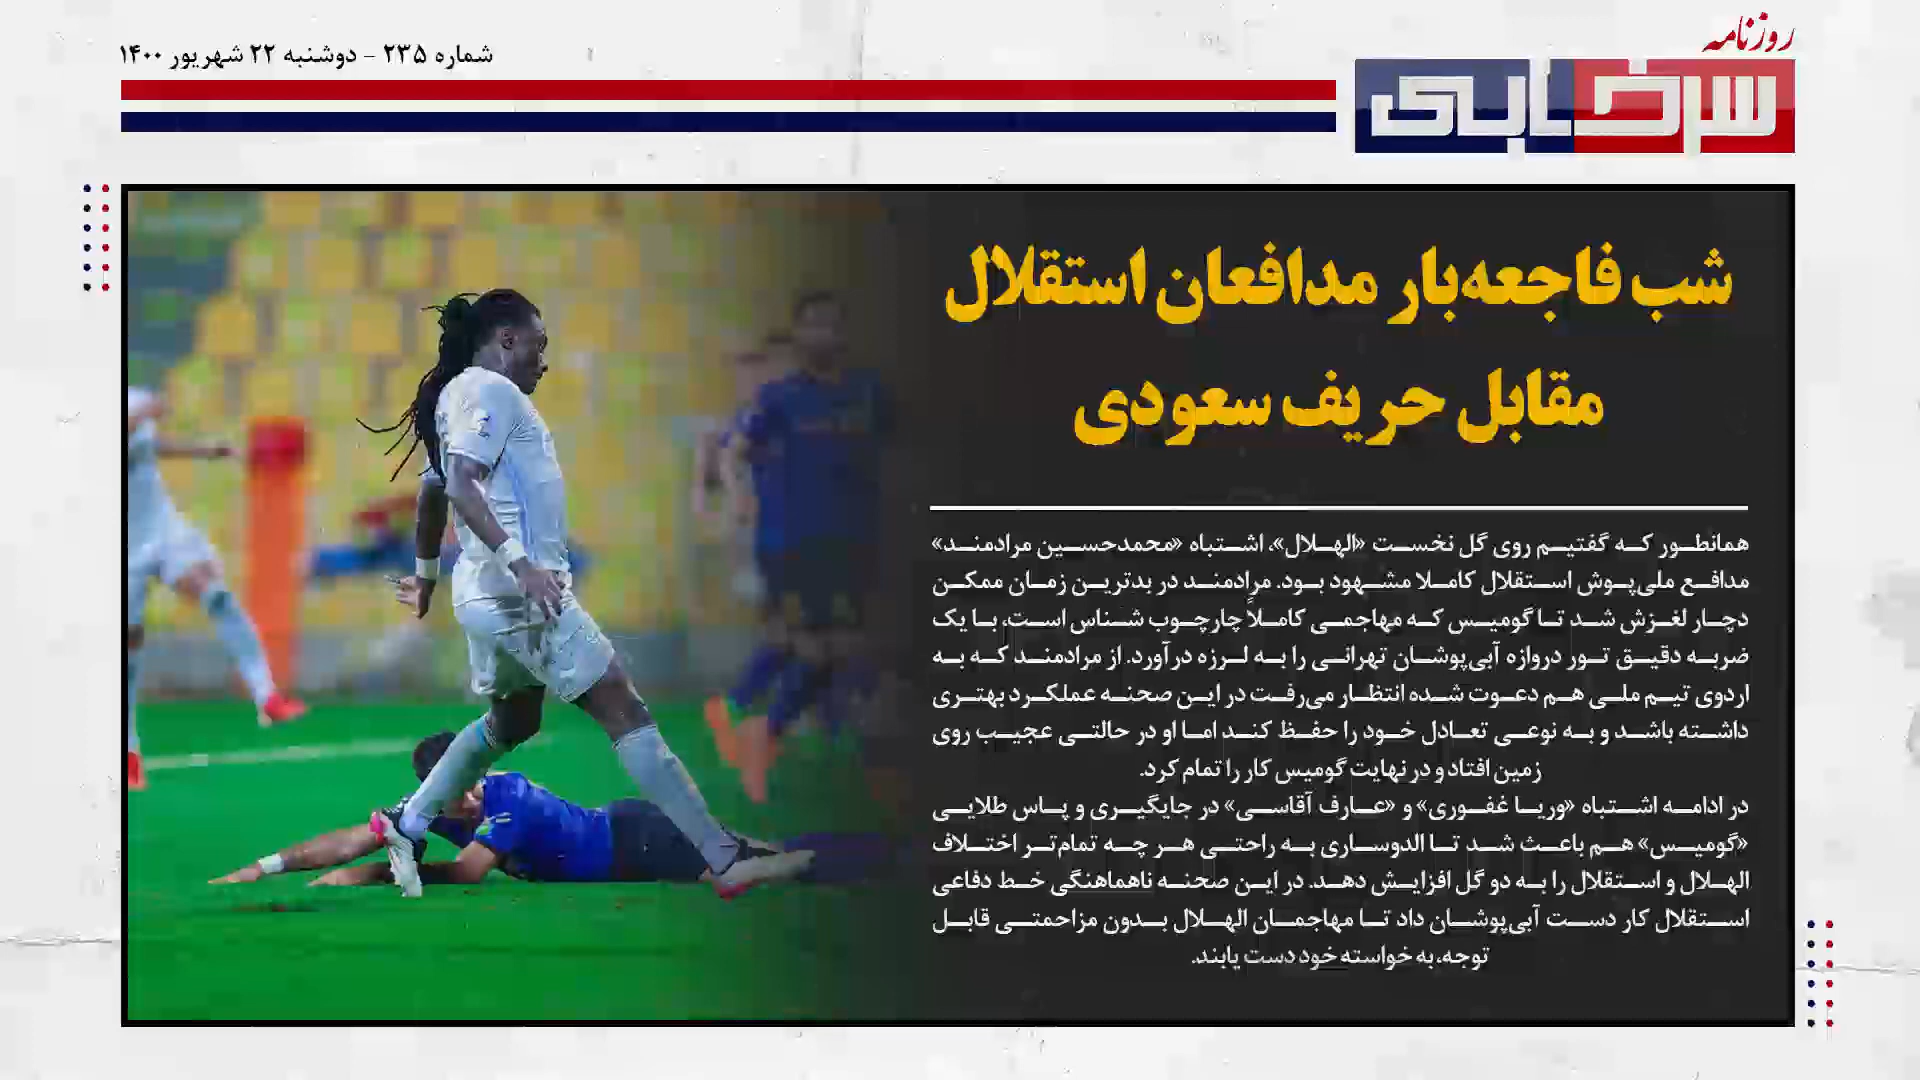 روزنامه
سرخابی
شماره ۲۳۵ - دوشنبه ۲۲ شهریور ۱۴۰۰
شب فاجعه‌بار مدافعان استقلال
مقابل حریف سعودی
همانطور که گفتیم روی گل نخست «الهلال»، اشتباه «محمدحسین مرادمند»
مدافع ملی‌پوش استقلال کاملا مشهود بود. مرادمند در بدترین زمان ممکن
دچار لغزش شد تا گومیس که مهاجمی کاملاً چارچوب شناس است، با یک
ضربه دقیق تور دروازه آبی‌پوشان تهرانی را به لرزه درآورد. از مرادمند که به
اردوی تیم ملی هم دعوت شده انتظار می‌رفت در این صحنه عملکرد بهتری
داشته باشد و به نوعی تعادل خود را حفظ کند اما او در حالتی عجیب روی
زمین افتاد و در نهایت گومیس کار را تمام کرد.
در ادامه اشتباه «وریا غفوری» و «عارف آقاسی» در جایگیری و پاس طلایی
«گومیس» هم باعث شد تا الدوساری به راحتی هر چه تمام‌تر اختلاف
الهلال و استقلال را به دو گل افزایش دهد. در این صحنه ناهماهنگی خط دفاعی
استقلال کار دست آبی‌پوشان داد تا مهاجمان الهلال بدون مزاحمتی قابل
توجه، به خواسته خود دست یابند.